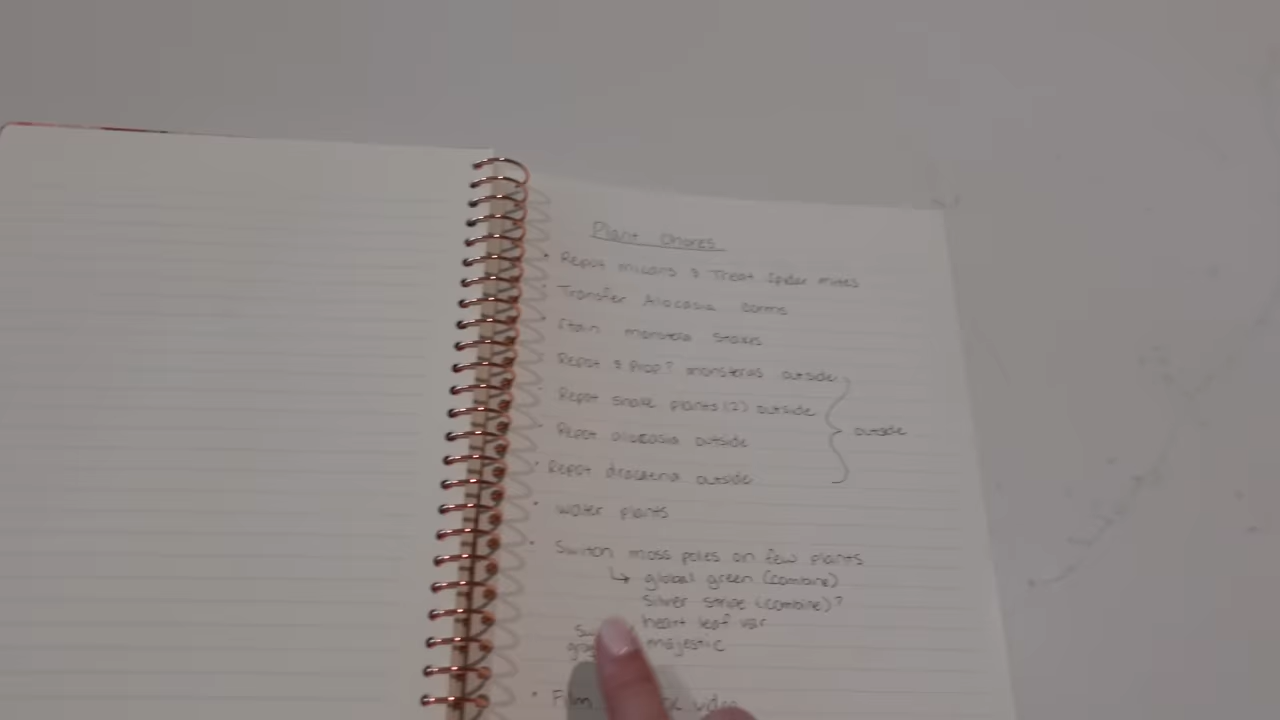 Plant Chores
• Repot micans & Treat spider mites
• Transfer Alocasia corms
• Stain monstera stakes
• Repot & Prop? monsteras outside
• Repot snake plants (2) outside
outside
• Repot alocasia outside
• Repot dracaena outside
• water plants
• Switch moss poles on few plants
↳ global green (combine)
silver stripe (combine)?
heart leaf var
majestic
• Film